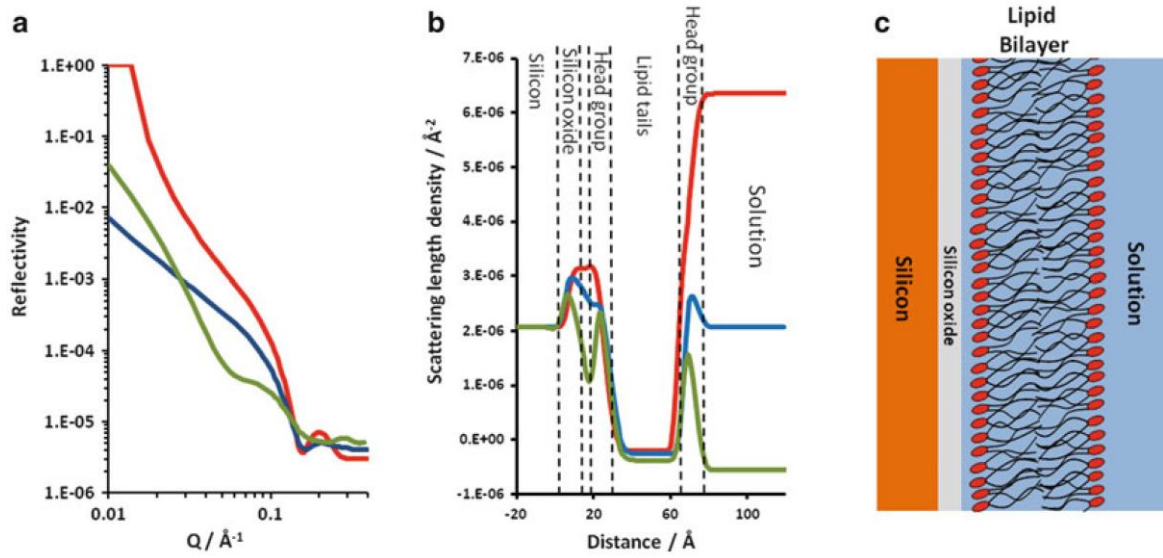 a
1.E+00
1.E-01
1.E-02
1.E-03
1.E-04
1.E-05
1.E-06
0.01
0.1
Reflectivity
Q / Å-1
b
7.E-06
6.E-06
5.E-06
4.E-06
3.E-06
2.E-06
1.E-06
0.E+00
-1.E-06
-20
20
60
100
Scattering length density / Å-2
Distance / Å
Silicon
Silicon oxide
Head group
Lipid tails
Head group
Solution
c
Lipid
Bilayer
Silicon
Silicon oxide
Solution